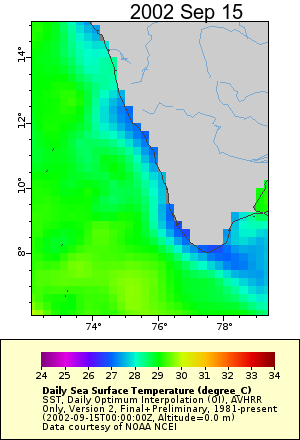 2002 Sep 15
14°
12°
10°
8°
74°
76°
78°
24 25 26 27 28 29 30 31 32 33 34
Daily Sea Surface Temperature (degree_C)
SST, Daily Optimum Interpolation (OI), AVHRR
Only, Version 2, Final+Preliminary, 1981-present
(2002-09-15T00:00:00Z, Altitude=0.0 m)
Data courtesy of NOAA NCEI